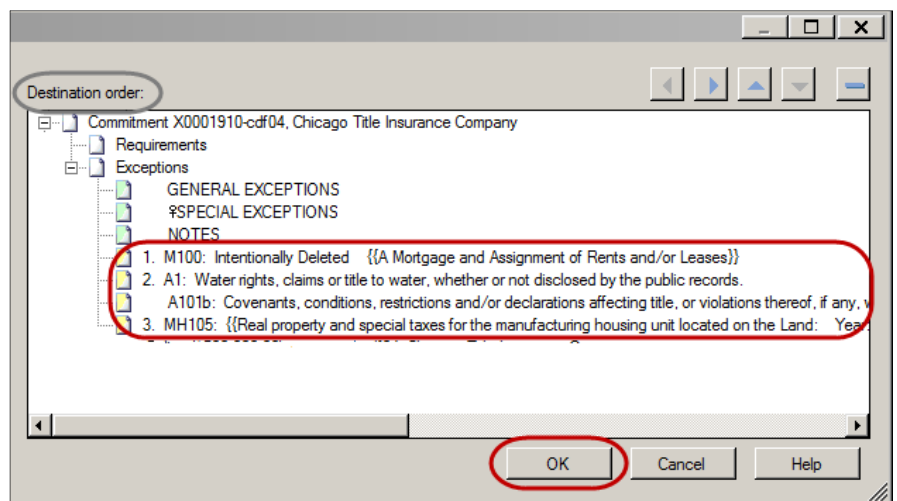 Destination order:
Commitment X0001910-cdf04, Chicago Title Insurance Company
Requirements
Exceptions
GENERAL EXCEPTIONS
SPECIAL EXCEPTIONS
NOTES
1. M100: Intentionally Deleted {{A Mortgage and Assignment of Rents and/or Leases}}
2. A1: Water rights, claims or title to water, whether or not disclosed by the public records.
A101b: Covenants, conditions, restrictions and/or declarations affecting title, or violations thereof, if any, w
3. MH105: {{Real property and special taxes for the manufacturing housing unit located on the Land: Year
OK Cancel Help